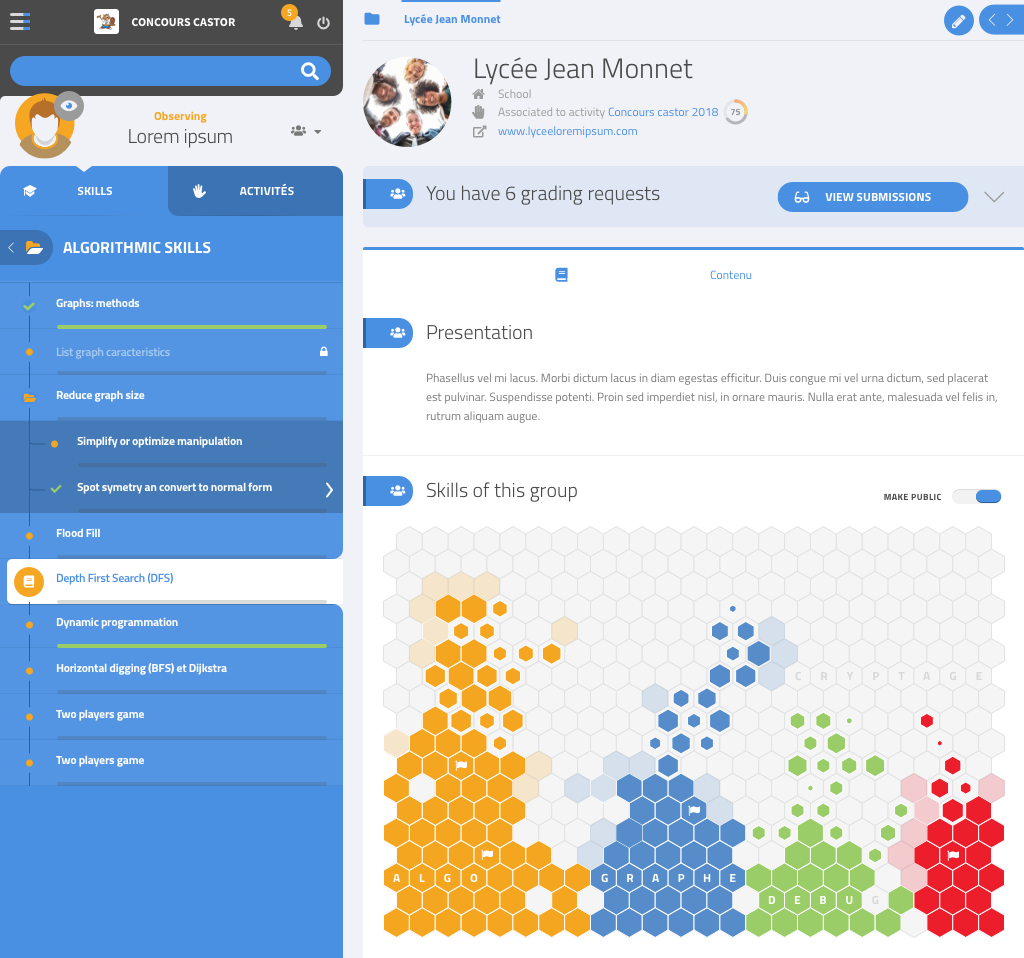 CONCOURS CASTOR
5
Observing
Lorem ipsum
SKILLS
ACTIVITÉS
ALGORITHMIC SKILLS
Graphs: methods
List graph caracteristics
Reduce graph size
Simplify or optimize manipulation
Spot symetry an convert to normal form
Flood Fill
Depth First Search (DFS)
Dynamic programmation
Horizontal digging (BFS) et Dijkstra
Two players game
Two players game
Lycée Jean Monnet
Lycée Jean Monnet
School
Associated to activity Concours castor 2018
75
www.lyceeloremipsum.com
You have 6 grading requests
VIEW SUBMISSIONS
Contenu
Presentation
Phasellus vel mi lacus. Morbi dictum lacus in diam egestas efficitur. Duis congue mi vel urna dictum, sed placerat
est pulvinar. Suspendisse potenti. Proin sed imperdiet nisl, in ornare mauris. Nulla erat ante, malesuada vel felis in,
rutrum aliquam augue.
Skills of this group
MAKE PUBLIC
CRYPTAGE
ALGO
GRAPHE
DEBUG